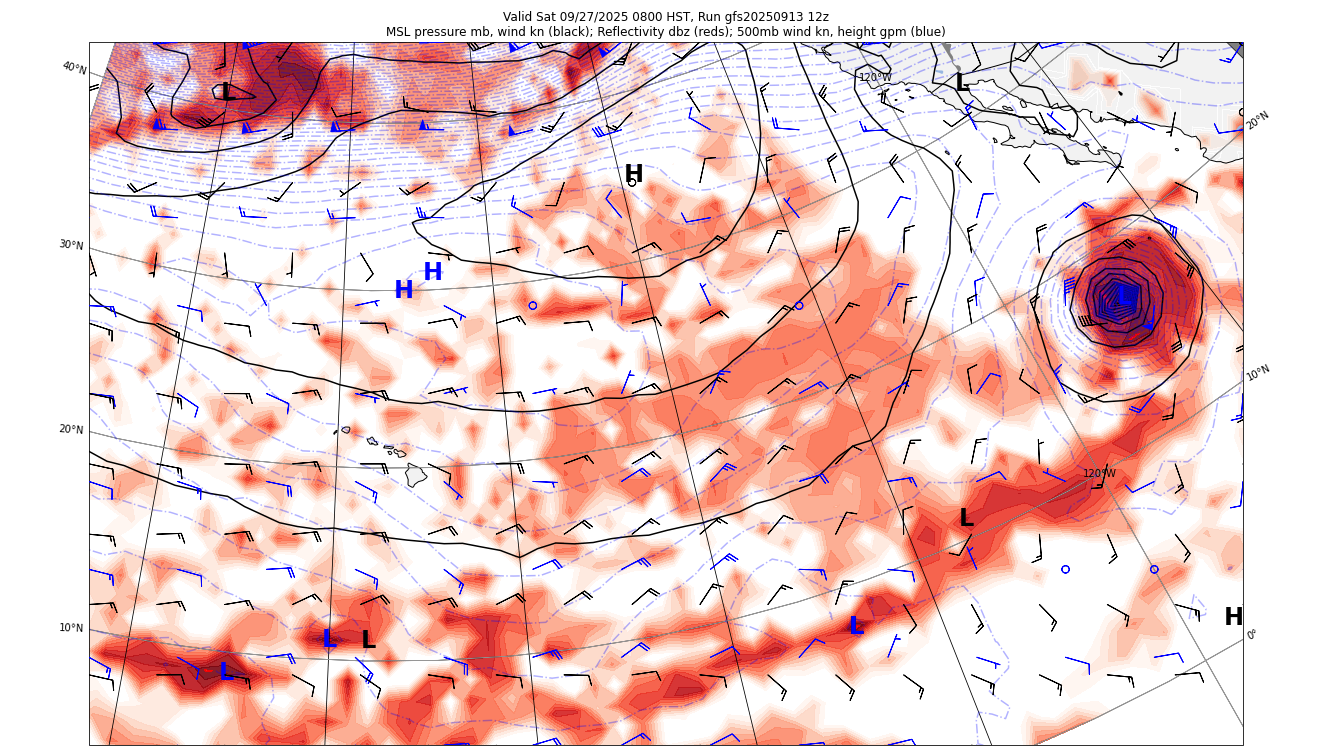 Valid Sat 09/27/2025 0800 HST, Run gfs20250913 12z
MSL pressure mb, wind kn (black); Reflectivity dbz (reds); 500mb wind kn, height gpm (blue)
40°N
L
120°W
L
20°N
H
30°N
H
H
L
10°N
20°N
120°W
L
10°N
L
L
L
L
H
0°